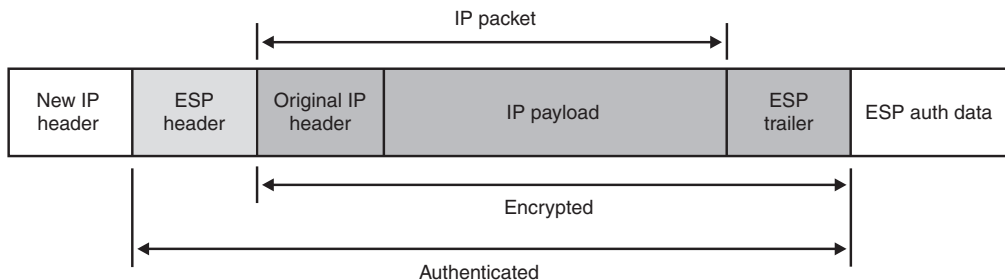 IP packet
New IP
header
ESP
header
Original IP
header
IP payload
ESP
trailer
ESP auth data
Encrypted
Authenticated